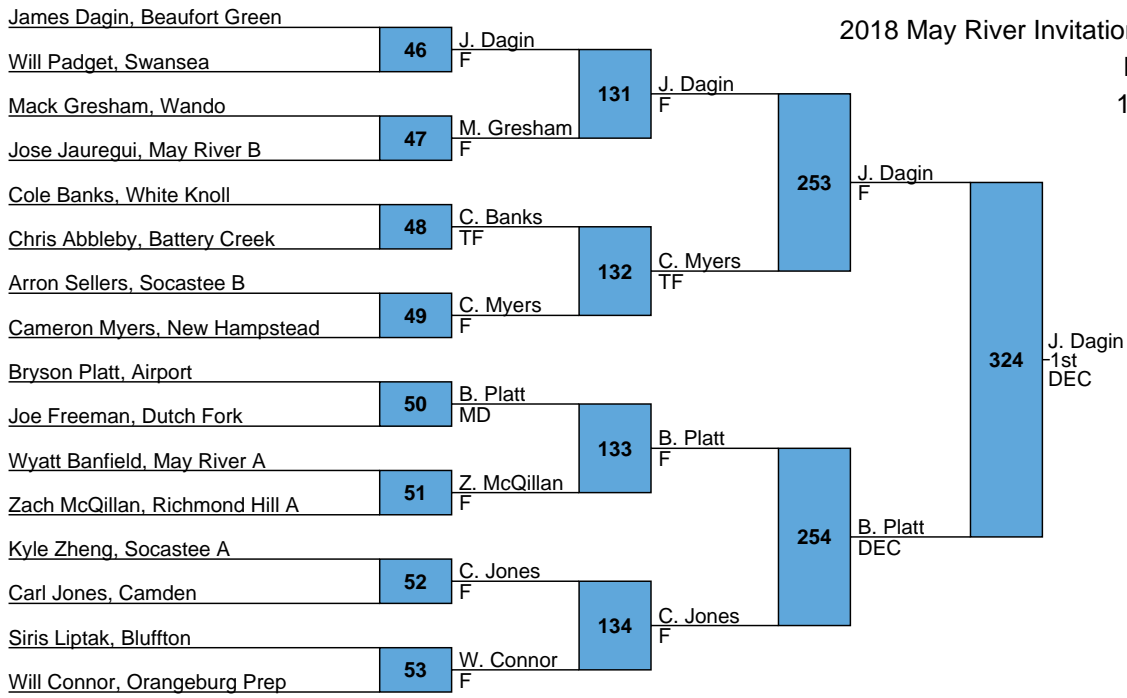 James Dagin, Beaufort Green
Will Padget, Swansea
Mack Gresham, Wando
Jose Jauregui, May River B
Cole Banks, White Knoll
Chris Abbleby, Battery Creek
Arron Sellers, Socastee B
Cameron Myers, New Hampstead
Bryson Platt, Airport
Joe Freeman, Dutch Fork
Wyatt Banfield, May River A
Zach McQillan, Richmond Hill A
Kyle Zheng, Socastee A
Carl Jones, Camden
Siris Liptak, Bluffton
Will Connor, Orangeburg Prep
46
47
48
49
50
51
52
53
J. Dagin
F
M. Gresham
F
C. Banks
TF
C. Myers
F
B. Platt
MD
Z. McQillan
F
C. Jones
F
W. Connor
F
131
132
133
134
J. Dagin
F
C. Myers
TF
B. Platt
F
C. Jones
F
253
254
J. Dagin
F
B. Platt
DEC
324
J. Dagin
1st
DEC
2018 May River Invitation
1